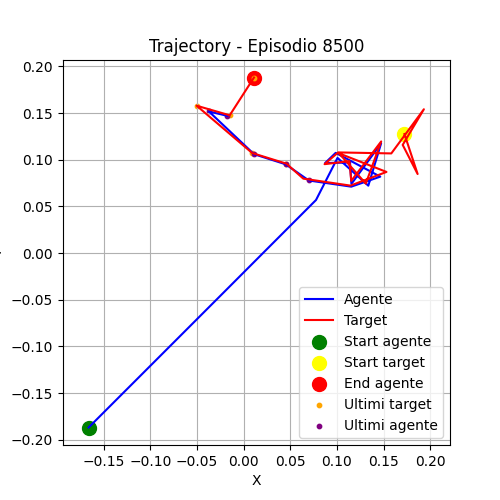 Trajectory - Episodio 8500
0.20
0.15
0.10
0.05
0.00
−0.05
−0.10
−0.15
−0.20
Agente
Target
Start agente
Start target
End agente
Ultimi target
Ultimi agente
−0.15 −0.10 −0.05 0.00 0.05 0.10 0.15 0.20
X